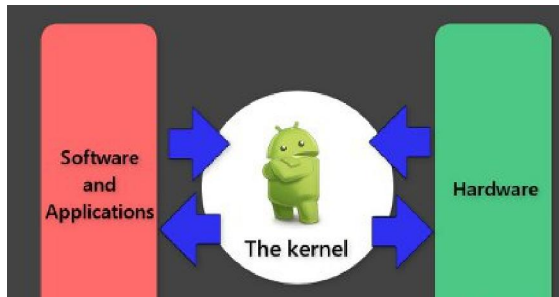 Software
and
Applications
The kernel
Hardware